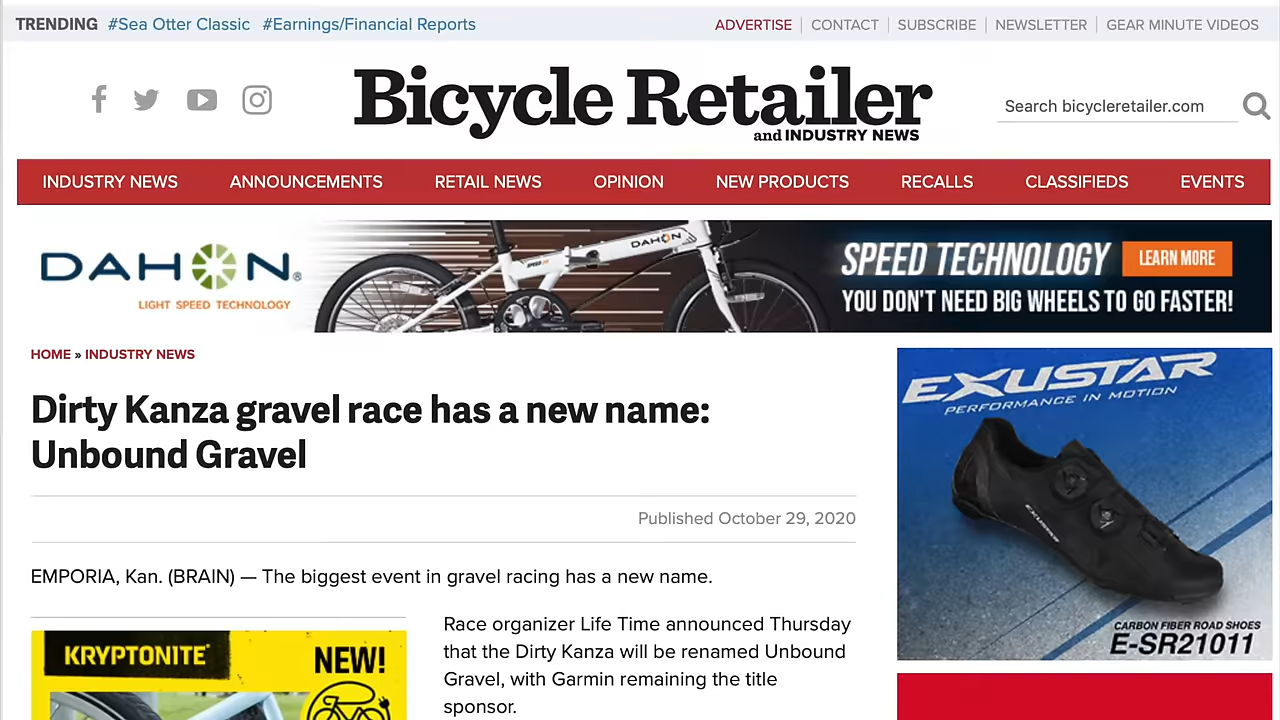 TRENDING #Sea Otter Classic #Earnings/Financial Reports
ADVERTISE CONTACT SUBSCRIBE NEWSLETTER GEAR MINUTE VIDEOS
Bicycle Retailer
and INDUSTRY NEWS
Search bicycleretailer.com
INDUSTRY NEWS ANNOUNCEMENTS RETAIL NEWS OPINION NEW PRODUCTS RECALLS CLASSIFIEDS EVENTS
DAHON®
LIGHT SPEED TECHNOLOGY
DAHON
SPEED TECHNOLOGY
LEARN MORE
YOU DON'T NEED BIG WHEELS TO GO FASTER!
HOME » INDUSTRY NEWS
Dirty Kanza gravel race has a new name:
Unbound Gravel
Published October 29, 2020
EMPORIA, Kan. (BRAIN) — The biggest event in gravel racing has a new name.
KRYPTONITE
NEW!
Race organizer Life Time announced Thursday
that the Dirty Kanza will be renamed Unbound
Gravel, with Garmin remaining the title
sponsor.
EXUSTAR
PERFORMANCE IN MOTION
EXUSTAR
CARBON FIBER ROAD SHOES
E-SR21011